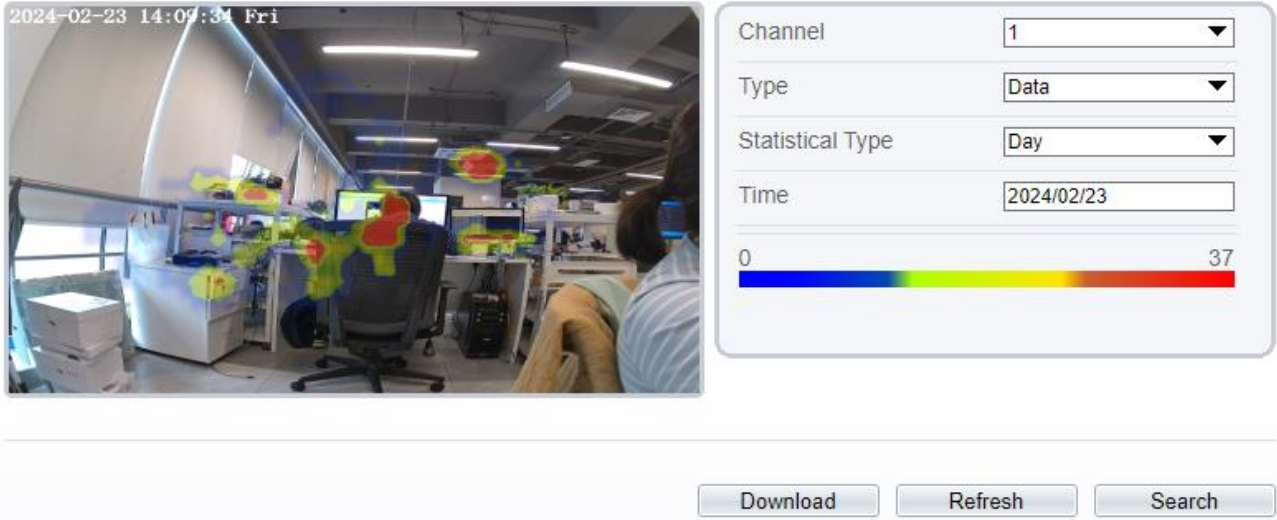 2024-02-23 14:09:34 Fri
Channel
1
Type
Data
Statistical Type
Day
Time
2024/02/23
0
37
Download
Refresh
Search